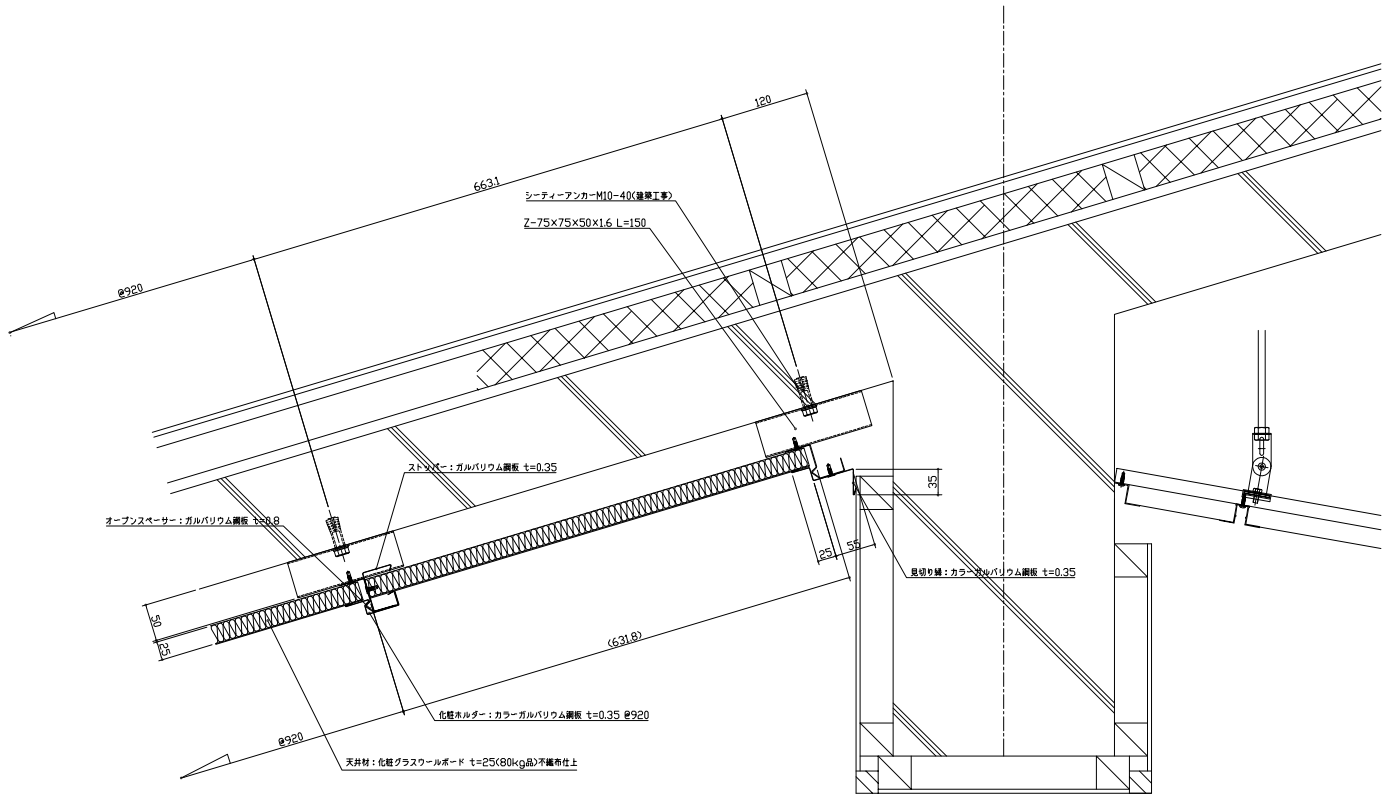 120
663.1
シーティーアンカーM10-40(建築工事)
Z-75×75×50×1.6 L=150
@920
ストッパー：ガルバリウム鋼板 t=0.35
35
オープンスペーサー：ガルバリウム鋼板 t=0.8
25
55
見切り縁：カラーガルバリウム鋼板 t=0.35
50
25
(631.8)
化粧ホルダー：カラーガルバリウム鋼板 t=0.35 @920
@920
天井材：化粧グラスウールボード t=25(80kg品)不織布仕上